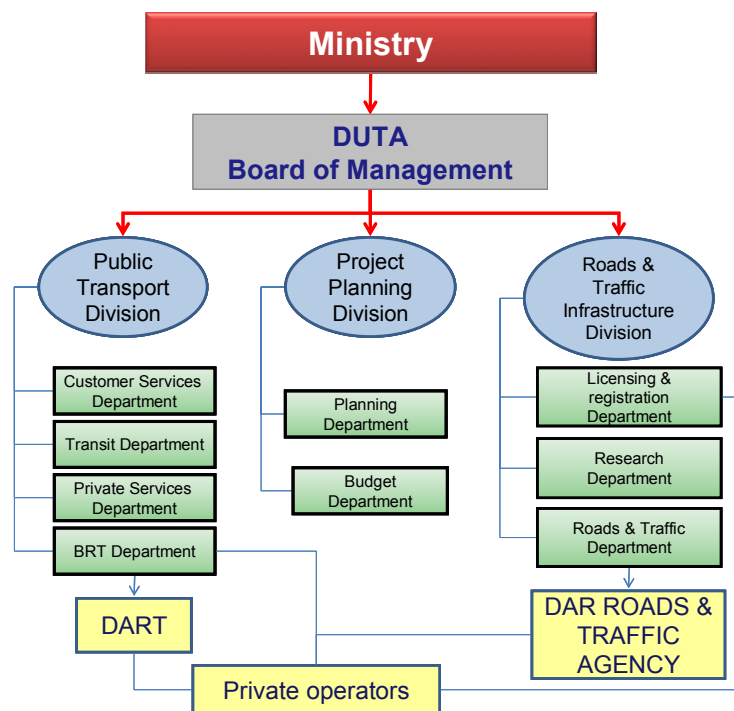 Ministry
DUTA
Board of Management
Public
Transport
Division
Project
Planning
Division
Roads &
Traffic
Infrastructure
Division
Customer Services
Department
Transit Department
Private Services
Department
BRT Department
Planning
Department
Budget
Department
Licensing &
registration
Department
Research
Department
Roads & Traffic
Department
DART
DAR ROADS &
TRAFFIC
AGENCY
Private operators